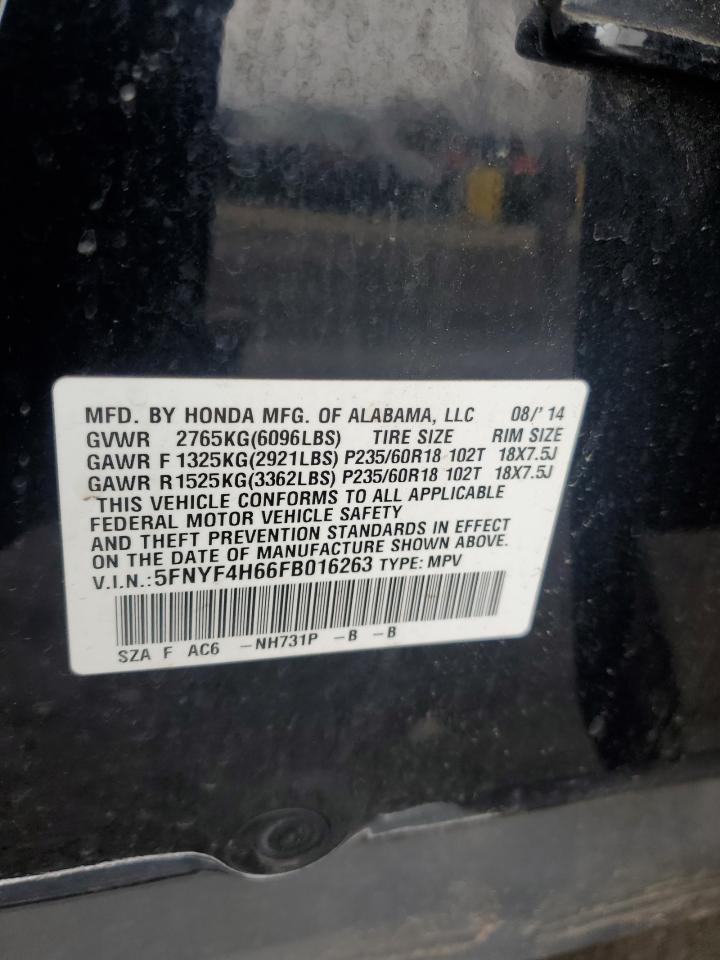 MFD. BY HONDA MFG. OF ALABAMA, LLC 08/'14
GVWR 2765KG(6096LBS) TIRE SIZE RIM SIZE
GAWR F 1325KG(2921LBS) P235/60R18 102T 18X7.5J
GAWR R 1525KG(3362LBS) P235/60R18 102T 18X7.5J
THIS VEHICLE CONFORMS TO ALL APPLICABLE
FEDERAL MOTOR VEHICLE SAFETY
AND THEFT PREVENTION STANDARDS IN EFFECT
ON THE DATE OF MANUFACTURE SHOWN ABOVE.
V.I.N.:5FNYF4H66FB016263 TYPE: MPV
SZA F AC6 -NH731P -B -B